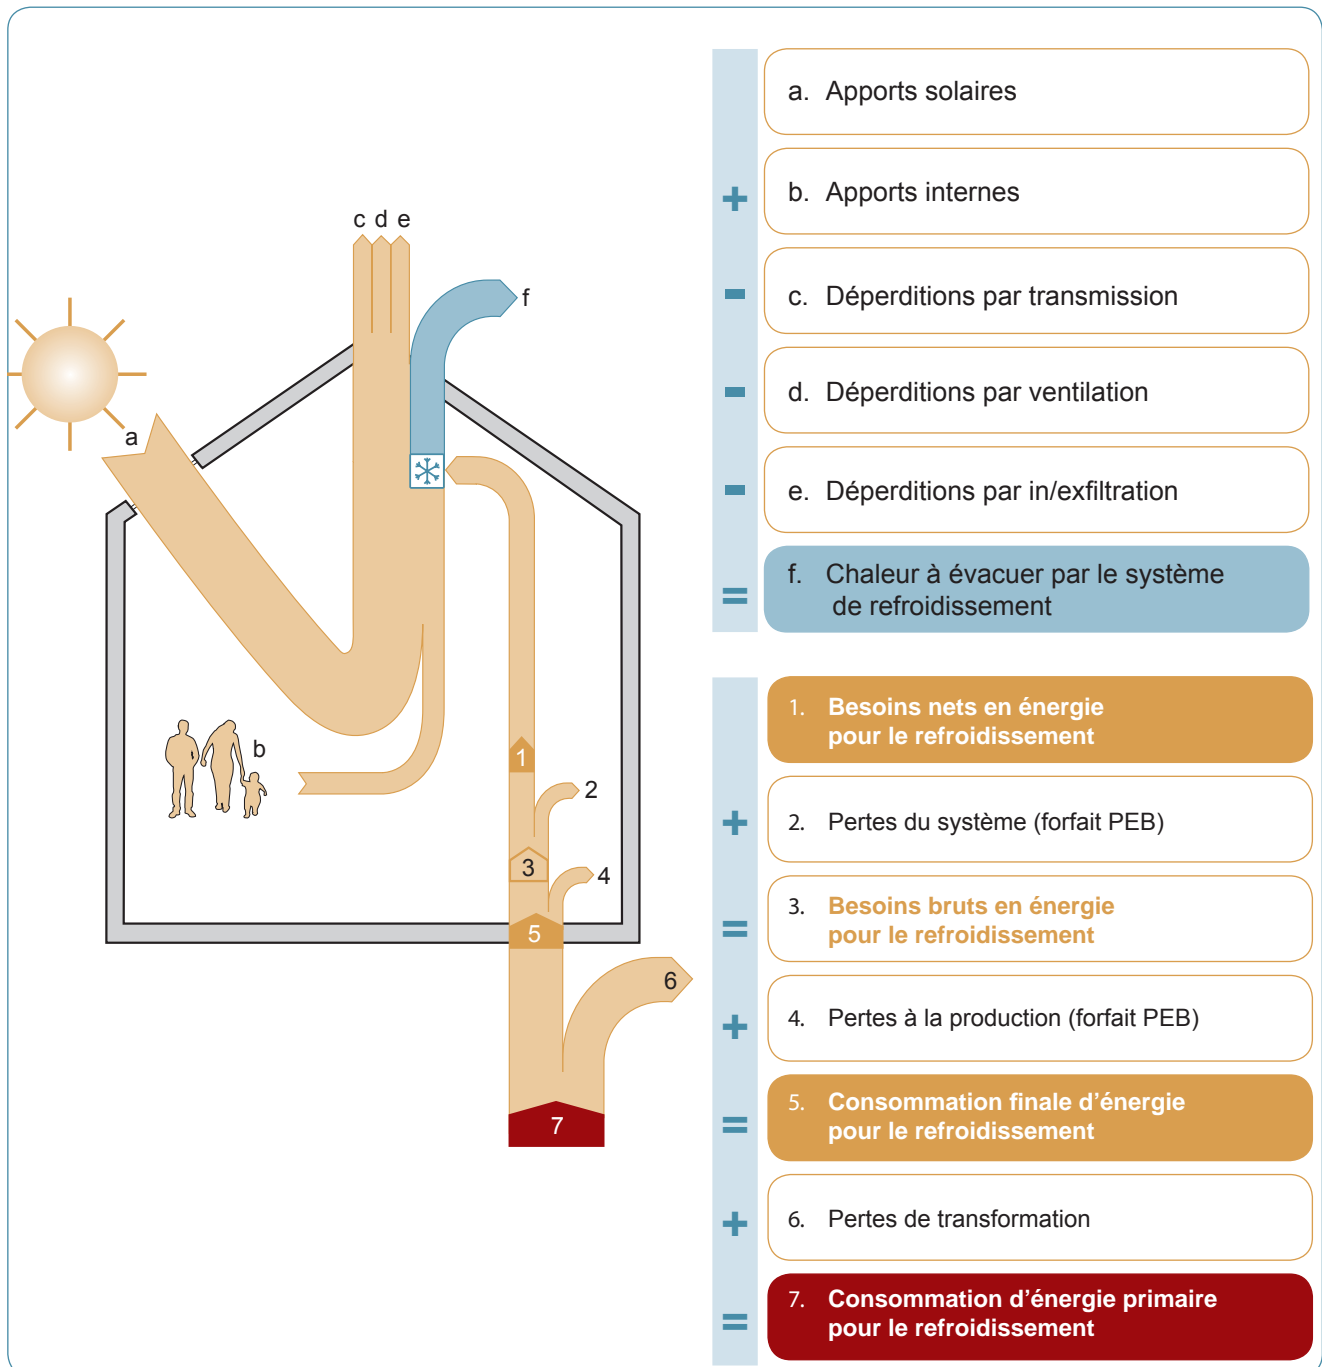 c d e
f
a
b
1
2
3
4
5
6
7
a. Apports solaires
+
b. Apports internes
-
c. Déperditions par transmission
-
d. Déperditions par ventilation
-
e. Déperditions par in/exfiltration
=
f. Chaleur à évacuer par le système
de refroidissement
1. Besoins nets en énergie
pour le refroidissement
+
2. Pertes du système (forfait PEB)
=
3. Besoins bruts en énergie
pour le refroidissement
+
4. Pertes à la production (forfait PEB)
=
5. Consommation finale d’énergie
pour le refroidissement
+
6. Pertes de transformation
=
7. Consommation d’énergie primaire
pour le refroidissement